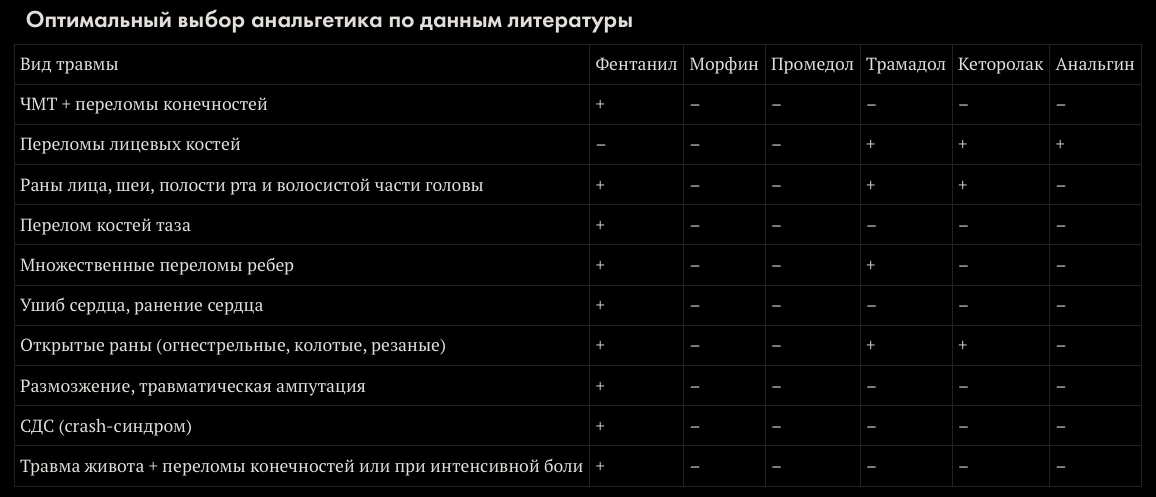 Оптимальный выбор анальгетика по данным литературы
Вид травмы Фентанил Морфин Промедол Трамадол Кеторолак Анальгин
ЧМТ + переломы конечностей + – – – – –
Переломы лицевых костей – – – + + +
Раны лица, шеи, полости рта и волосистой части головы + – – + + –
Перелом костей таза + – – – – –
Множественные переломы ребер + – – + – –
Ушиб сердца, ранение сердца + – – – – –
Открытые раны (огнестрельные, колотые, резаные) + – – + + –
Размозжение, травматическая ампутация + – – – – –
СДС (crash-синдром) + – – – – –
Травма живота + переломы конечностей или при интенсивной боли + – – – – –